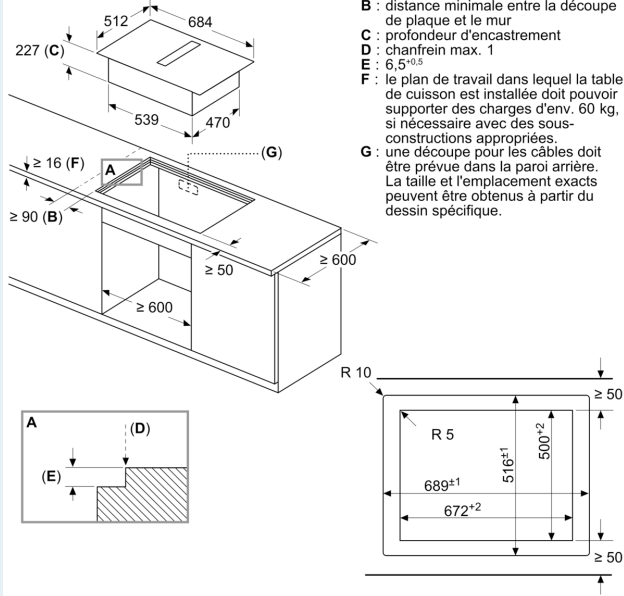 B : distance minimale entre la découpe
de plaque et le mur
C : profondeur d'encastrement
D : chanfrein max. 1
E : 6,5+0,5
F : le plan de travail dans lequel la table
de cuisson est installée doit pouvoir
supporter des charges d'env. 60 kg,
si nécessaire avec des sous-
constructions appropriées.
G : une découpe pour les câbles doit
être prévue dans la paroi arrière.
La taille et l'emplacement exacts
peuvent être obtenus à partir du
dessin spécifique.
512
684
227 (C)
539
470
(G)
≥ 16 (F)
A
≥ 90 (B)
≥ 50
≥ 600
≥ 600
A
(D)
(E)
R 10
≥ 50
R 5
516±1
500+2
689±1
672+2
≥ 50